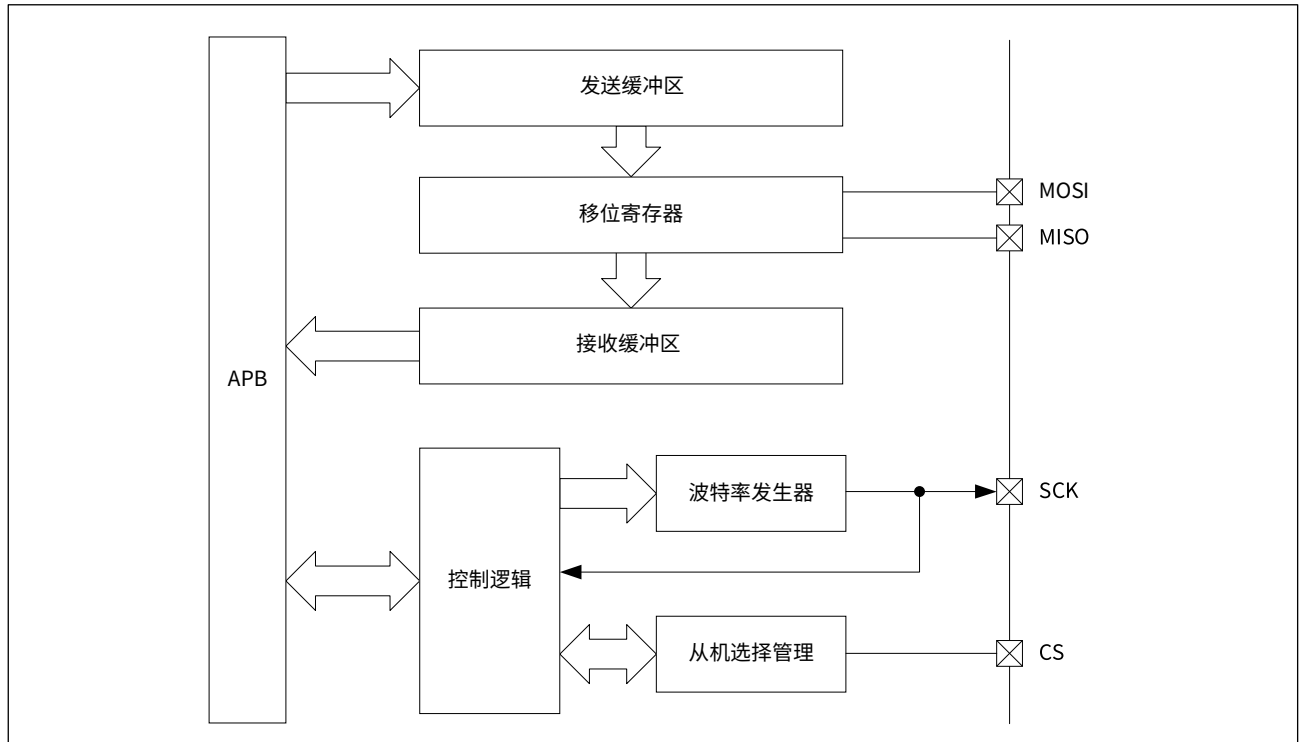 发送缓冲区
移位寄存器
MOSI
MISO
接收缓冲区
APB
波特率发生器
SCK
控制逻辑
从机选择管理
CS